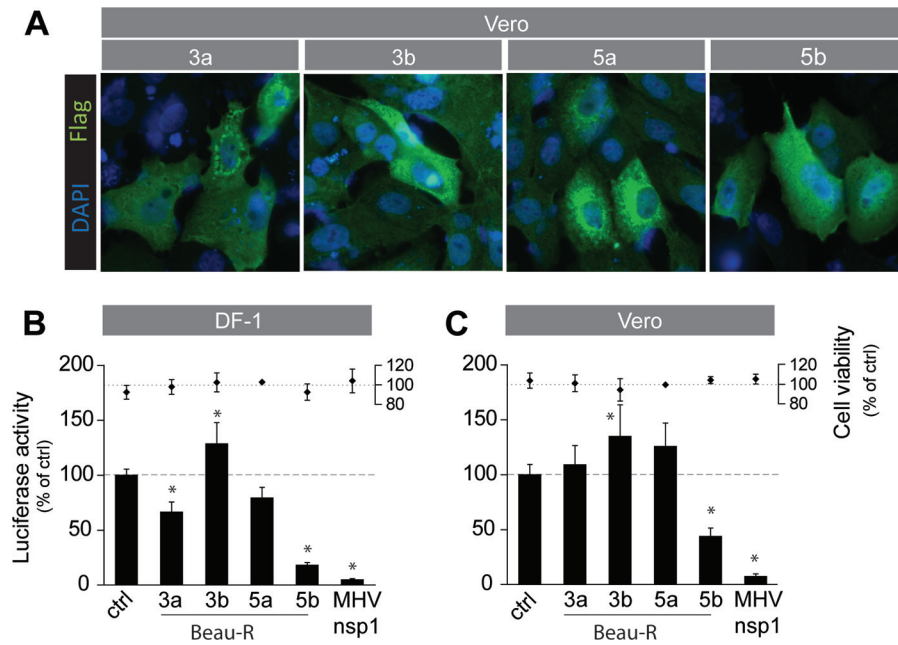 A
Vero
3a 3b 5a 5b
Flag
DAPI
B
DF-1
Luciferase activity
(% of ctrl)
200
150
100
50
0
120
100
80
*
*
*
*
ctrl 3a 3b 5a 5b MHV
nsp1
Beau-R
C
Vero
200
150
100
50
0
120
100
80
Cell viability
(% of ctrl)
*
*
*
ctrl 3a 3b 5a 5b MHV
nsp1
Beau-R